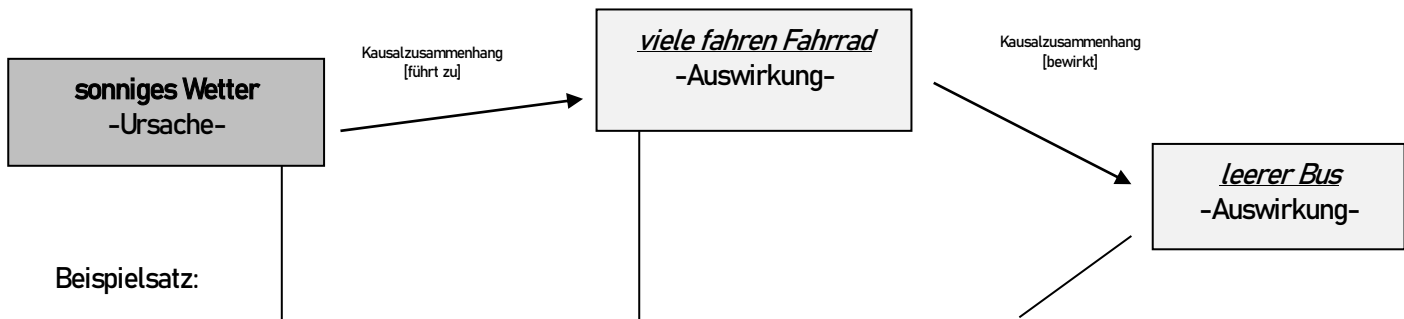 sonniges Wetter
-Ursache-
Kausalzusammenhang
[führt zu]
viele fahren Fahrrad
-Auswirkung-
Kausalzusammenhang
[bewirkt]
leerer Bus
-Auswirkung-
Beispielsatz: